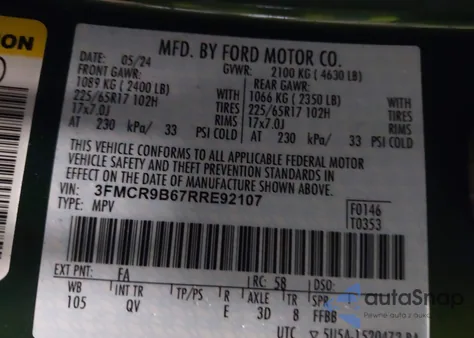 ION
MFD. BY FORD MOTOR CO.
DATE: 05/24 GVWR: 2100 KG ( 4630 LB)
FRONT GAWR: REAR GAWR:
1089 KG ( 2400 LB) WITH 1066 KG ( 2350 LB) WITH
225/65R17 102H TIRES 225/65R17 102H TIRES
17x7.0J RIMS 17x7.0J RIMS
AT 230 kPa/ 33 PSI COLD AT 230 kPa/ 33 PSI COLD
THIS VEHICLE CONFORMS TO ALL APPLICABLE FEDERAL MOTOR
VEHICLE SAFETY AND THEFT PREVENTION STANDARDS IN
EFFECT ON THE DATE OF MANUFACTURE SHOWN ABOVE.
VIN: 3FMCR9B67RRE92107 F0146
TYPE: MPV T0353
EXT PNT: FA RC: 58 DSO:
WB INT TR TP/PS R AXLE TR SPR
105 QV E 3D 8 FFBB
UTC
autoSnap
Pewne auta z aukcji